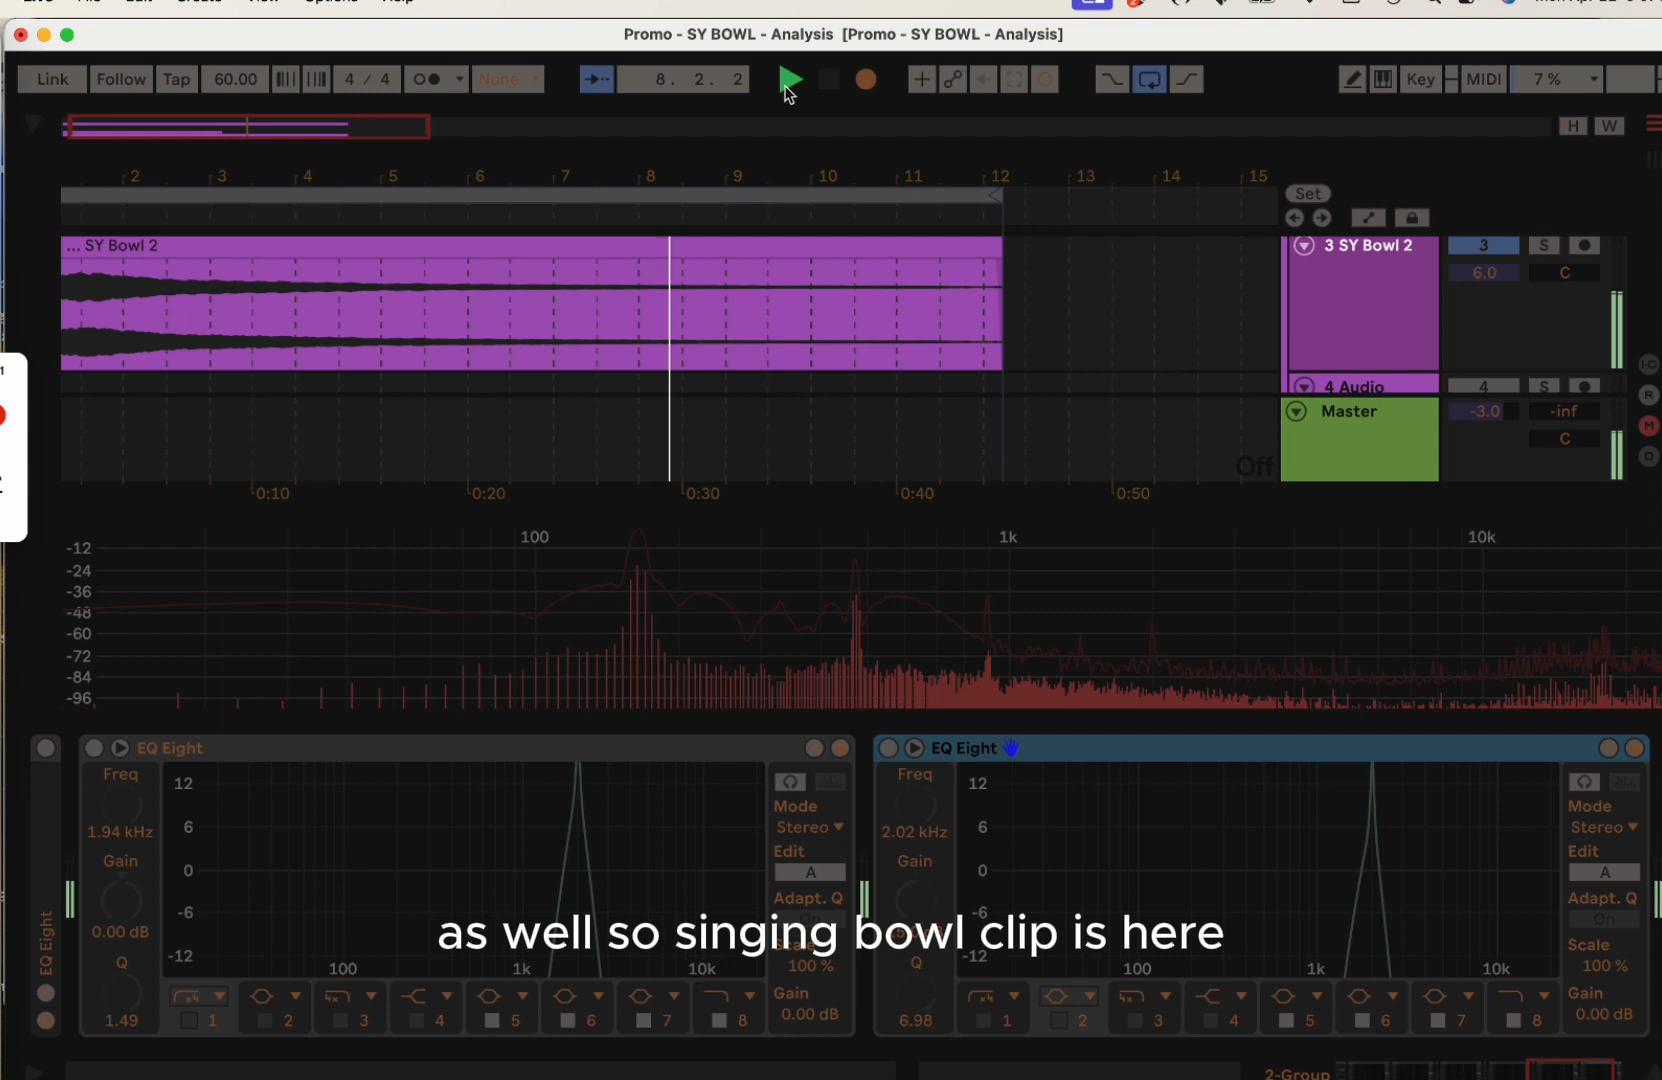 Promo - SY BOWL - Analysis [Promo - SY BOWL - Analysis]
Link Follow Tap 60.00 4 / 4 None 8. 2. 2 Key MIDI 7 %
H W
2 3 4 5 6 7 8 9 10 11 12 13 14 15
Set
... SY Bowl 2
3 SY Bowl 2 3 S
6.0 C
4 Audio 4 S
Master -3.0 -inf
C
Off
0:10 0:20 0:30 0:40 0:50
R
M
100 1k 10k
-12
-24
-36
-48
-60
-72
-84
-96
EQ Eight
EQ Eight
Freq
1.94 kHz
Gain
0.00 dB
Q
1.49
12
6
0
-6
-12
100 1k 10k
Mode
Stereo
Edit
A
Adapt. Q
On
Scale
100 %
Gain
0.00 dB
x4 4x
1 2 3 4 5 6 7 8
EQ Eight
Freq
2.02 kHz
Gain
Q
6.98
12
6
0
-6
-12
100 1k 10k
Mode
Stereo
Edit
A
Adapt. Q
On
Scale
100 %
Gain
0.00 dB
x4 4x
1 2 3 4 5 6 7 8
as well so singing bowl clip is here
2-Group